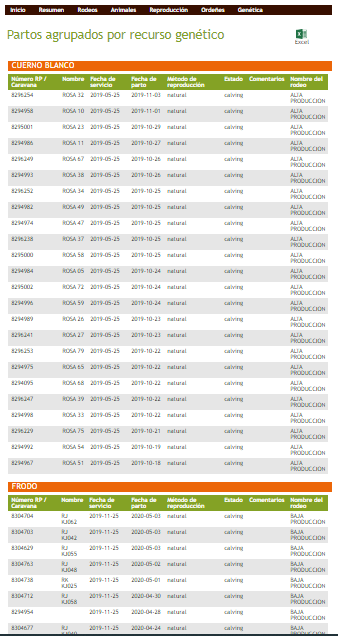 Inicio Resumen Rodeos Animales Reproducción Ordeñes Genética
Partos agrupados por recurso genético
Excel
CUERNO BLANCO
Número RP / Caravana Nombre Fecha de servicio Fecha de parto Método de reproducción Estado Comentarios Nombre del rodeo
8296254 ROSA 32 2019-05-25 2019-11-03 natural calving ALTA PRODUCCION
8294958 ROSA 10 2019-05-25 2019-11-01 natural calving ALTA PRODUCCION
8295001 ROSA 23 2019-05-25 2019-10-29 natural calving ALTA PRODUCCION
8294986 ROSA 11 2019-05-25 2019-10-27 natural calving ALTA PRODUCCION
8296249 ROSA 67 2019-05-25 2019-10-26 natural calving ALTA PRODUCCION
8294993 ROSA 38 2019-05-25 2019-10-26 natural calving ALTA PRODUCCION
8296252 ROSA 34 2019-05-25 2019-10-25 natural calving ALTA PRODUCCION
8294982 ROSA 49 2019-05-25 2019-10-25 natural calving ALTA PRODUCCION
8294974 ROSA 47 2019-05-25 2019-10-25 natural calving ALTA PRODUCCION
8296238 ROSA 37 2019-05-25 2019-10-25 natural calving ALTA PRODUCCION
8295000 ROSA 58 2019-05-25 2019-10-25 natural calving ALTA PRODUCCION
8294984 ROSA 05 2019-05-25 2019-10-24 natural calving ALTA PRODUCCION
8295002 ROSA 72 2019-05-25 2019-10-24 natural calving ALTA PRODUCCION
8294996 ROSA 59 2019-05-25 2019-10-24 natural calving ALTA PRODUCCION
8294989 ROSA 26 2019-05-25 2019-10-23 natural calving ALTA PRODUCCION
8296241 ROSA 27 2019-05-25 2019-10-23 natural calving ALTA PRODUCCION
8296253 ROSA 79 2019-05-25 2019-10-22 natural calving ALTA PRODUCCION
8294975 ROSA 65 2019-05-25 2019-10-22 natural calving ALTA PRODUCCION
8294095 ROSA 68 2019-05-25 2019-10-22 natural calving ALTA PRODUCCION
8296247 ROSA 39 2019-05-25 2019-10-22 natural calving ALTA PRODUCCION
8294998 ROSA 33 2019-05-25 2019-10-22 natural calving ALTA PRODUCCION
8296229 ROSA 75 2019-05-25 2019-10-21 natural calving ALTA PRODUCCION
8294992 ROSA 54 2019-05-25 2019-10-19 natural calving ALTA PRODUCCION
8294967 ROSA 51 2019-05-25 2019-10-18 natural calving ALTA PRODUCCION
FRODO
Número RP / Caravana Nombre Fecha de servicio Fecha de parto Método de reproducción Estado Comentarios Nombre del rodeo
8304704 RJ KJ062 2019-11-25 2020-05-03 natural calving BAJA PRODUCCION
8304703 RJ KJ042 2019-11-25 2020-05-03 natural calving BAJA PRODUCCION
8304629 RJ KJ055 2019-11-25 2020-05-03 natural calving BAJA PRODUCCION
8304763 RJ KJ048 2019-11-25 2020-05-02 natural calving BAJA PRODUCCION
8304738 RK KJ025 2019-11-25 2020-05-01 natural calving BAJA PRODUCCION
8304712 RJ KJ058 2019-11-25 2020-04-30 natural calving BAJA PRODUCCION
8294954 2019-11-25 2020-04-28 natural calving BAJA PRODUCCION
8304677 RJ 2019-11-25 2020-04-24 natural calving BAJA PRODUCCION